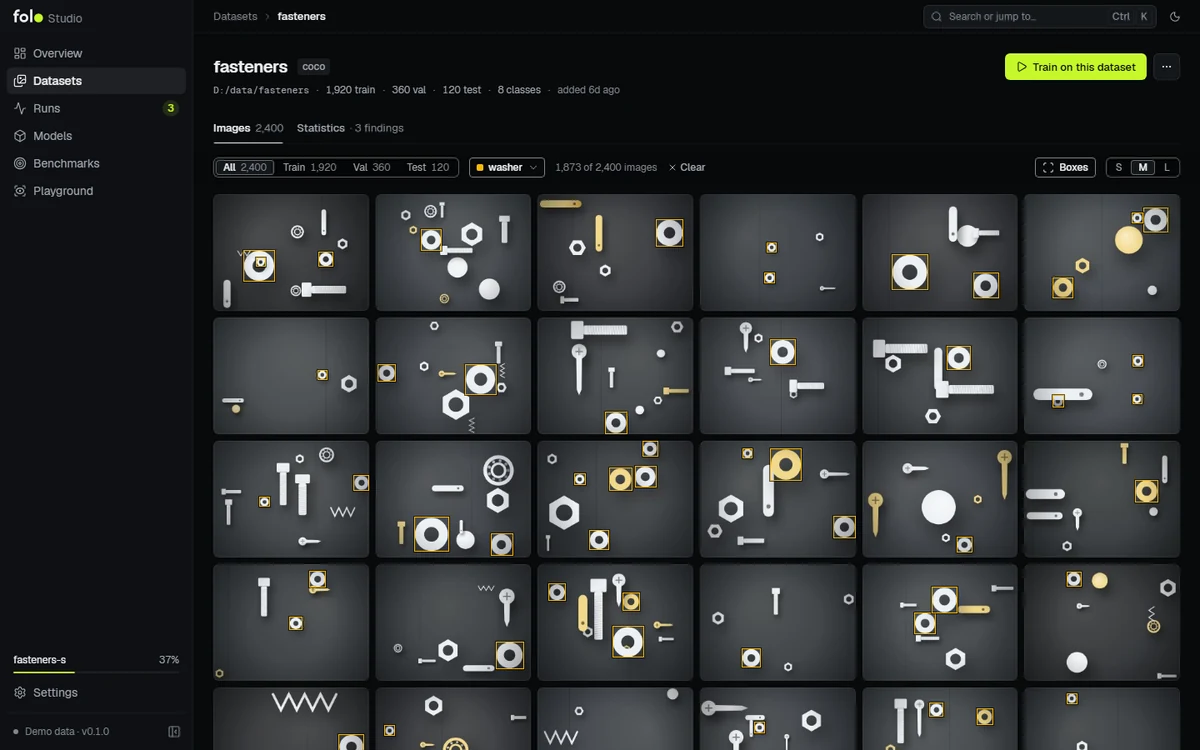 folo Studio
Datasets > fasteners
Search or jump to... Ctrl K
Overview
Datasets
Runs 3
Models
Benchmarks
Playground
fasteners coco
Train on this dataset
D:/data/fasteners · 1,920 train · 360 val · 120 test · 8 classes · added 6d ago
Images 2,400 Statistics · 3 findings
All 2,400 Train 1,920 Val 360 Test 120 washer 1,873 of 2,400 images × Clear Boxes S M L
fasteners-s 37%
Settings
Demo data · v0.1.0